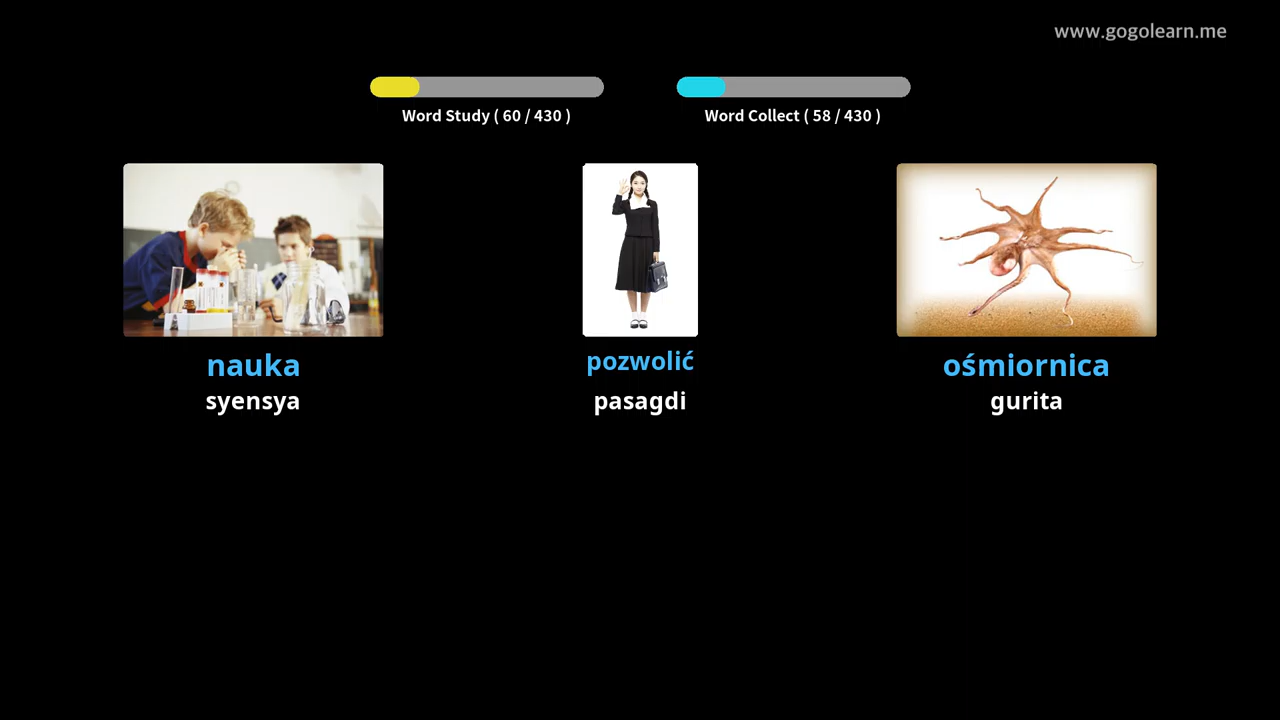 www.gogolearn.me
Word Study ( 60 / 430 )
Word Collect ( 58 / 430 )
nauka
syensya
pozwolić
pasagdi
ośmiornica
gurita